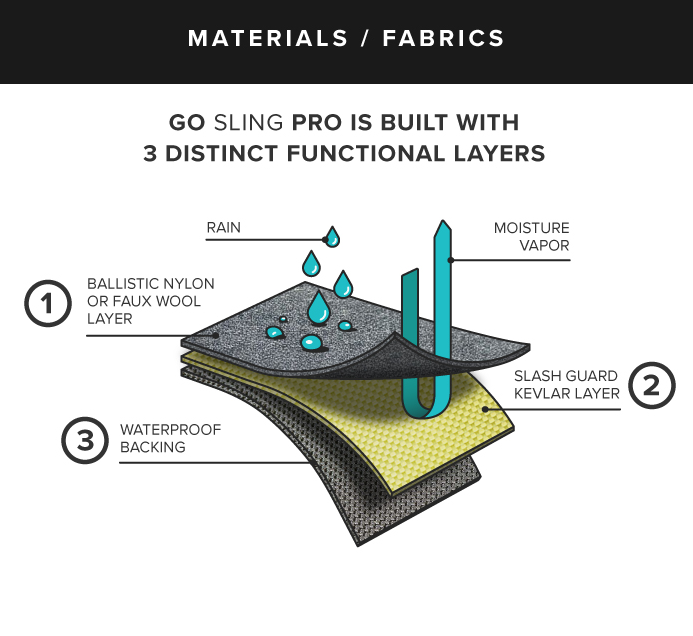 MATERIALS / FABRICS
GO SLING PRO IS BUILT WITH
3 DISTINCT FUNCTIONAL LAYERS
RAIN
MOISTURE
VAPOR
1
BALLISTIC NYLON
OR FAUX WOOL
LAYER
SLASH GUARD
KEVLAR LAYER
2
3
WATERPROOF
BACKING